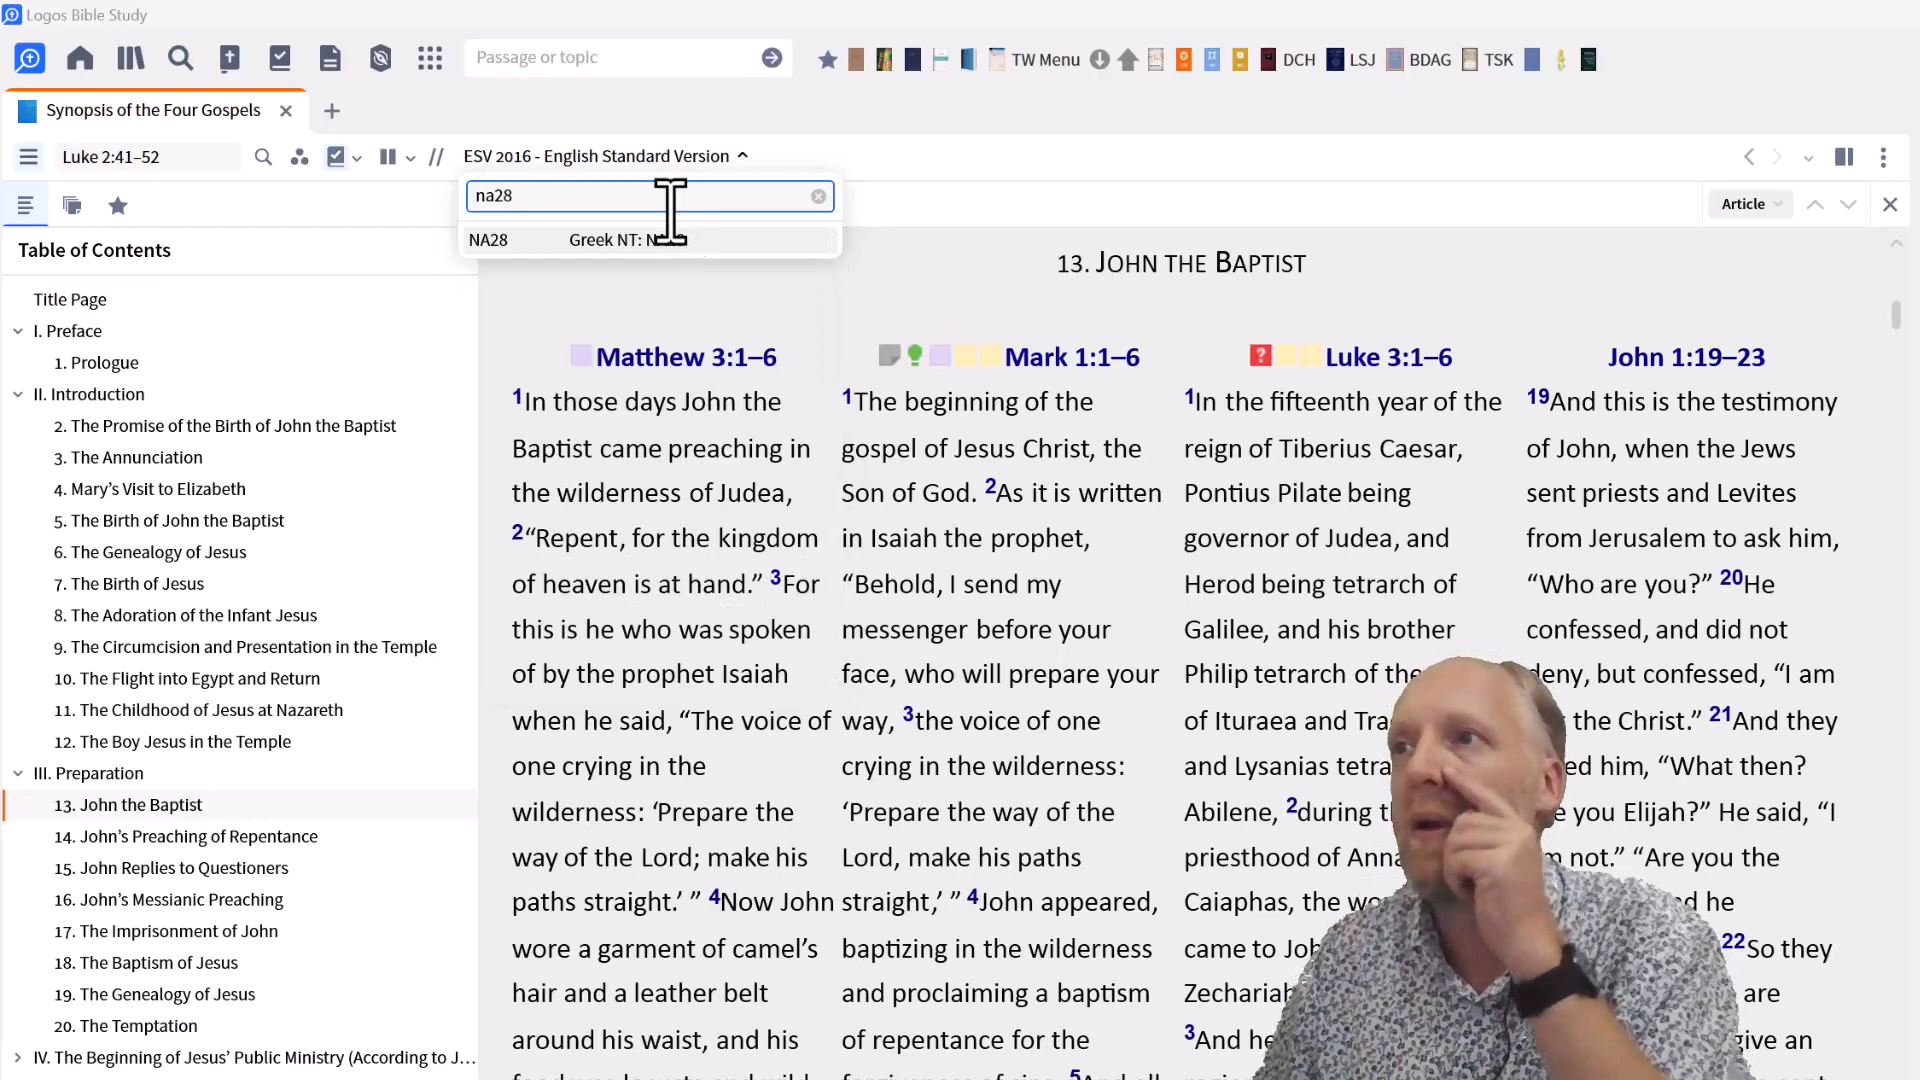 Logos Bible Study
Passage or topic
TW Menu
DCH
LSJ
BDAG
TSK
Synopsis of the Four Gospels
Luke 2:41–52
//
ESV 2016 - English Standard Version
na28
NA28 Greek NT:
Article
Table of Contents
Title Page
I. Preface
1. Prologue
II. Introduction
2. The Promise of the Birth of John the Baptist
3. The Annunciation
4. Mary’s Visit to Elizabeth
5. The Birth of John the Baptist
6. The Genealogy of Jesus
7. The Birth of Jesus
8. The Adoration of the Infant Jesus
9. The Circumcision and Presentation in the Temple
10. The Flight into Egypt and Return
11. The Childhood of Jesus at Nazareth
12. The Boy Jesus in the Temple
III. Preparation
13. John the Baptist
14. John’s Preaching of Repentance
15. John Replies to Questioners
16. John’s Messianic Preaching
17. The Imprisonment of John
18. The Baptism of Jesus
19. The Genealogy of Jesus
20. The Temptation
IV. The Beginning of Jesus’ Public Ministry (According to J…
13. JOHN THE BAPTIST
Matthew 3:1–6
1In those days John the
Baptist came preaching in
the wilderness of Judea,
2“Repent, for the kingdom
of heaven is at hand.” 3For
this is he who was spoken
of by the prophet Isaiah
when he said, “The voice of
one crying in the
wilderness: ‘Prepare the
way of the Lord; make his
paths straight.’ ” 4Now John
wore a garment of camel’s
hair and a leather belt
around his waist, and his
Mark 1:1–6
1The beginning of the
gospel of Jesus Christ, the
Son of God. 2As it is written
in Isaiah the prophet,
“Behold, I send my
messenger before your
face, who will prepare your
way, 3the voice of one
crying in the wilderness:
‘Prepare the way of the
Lord, make his paths
straight,’ ” 4John appeared,
baptizing in the wilderness
and proclaiming a baptism
of repentance for the
?
Luke 3:1–6
1In the fifteenth year of the
reign of Tiberius Caesar,
Pontius Pilate being
governor of Judea, and
Herod being tetrarch of
Galilee, and his brother
Philip tetrarch of the
of Ituraea and
and Lysanias
Abilene, 2during
priesthood of
Caiaphas, the
came to
3And
John 1:19–23
19And this is the testimony
of John, when the Jews
sent priests and Levites
from Jerusalem to ask him,
“Who are you?” 20He
confessed, and did not
deny, but confessed, “I am
the Christ.” 21And they
him, “What then?
you Elijah?” He said, “I
not.” “Are you the
he
22So they
are
give an